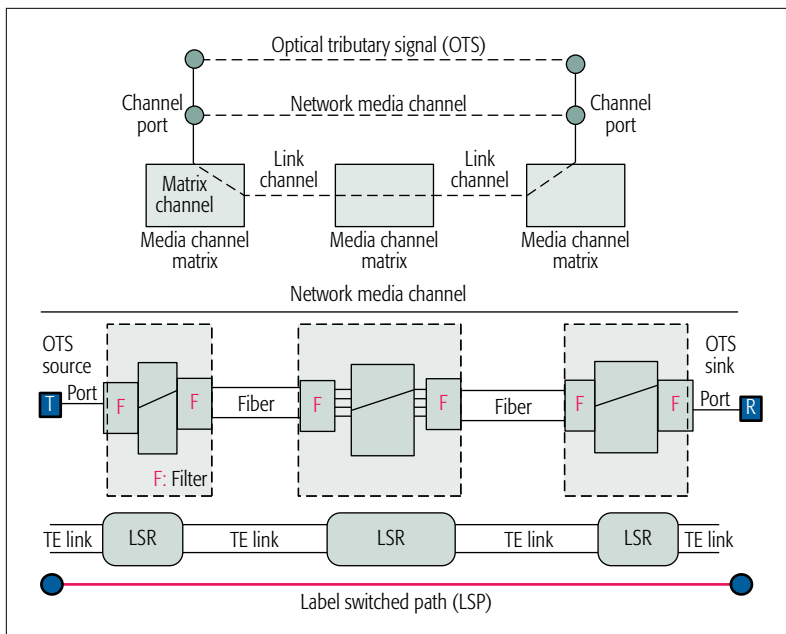 Optical tributary signal (OTS)
Channel
port
Network media channel
Channel
port
Link
channel
Link
channel
Matrix
channel
Media channel
matrix
Media channel
matrix
Media channel
matrix
Network media channel
OTS
source
OTS
sink
T
Port
F
F
Fiber
F
F
Fiber
F
F
Port
R
F: Filter
TE link
LSR
TE link
LSR
TE link
LSR
TE link
Label switched path (LSP)